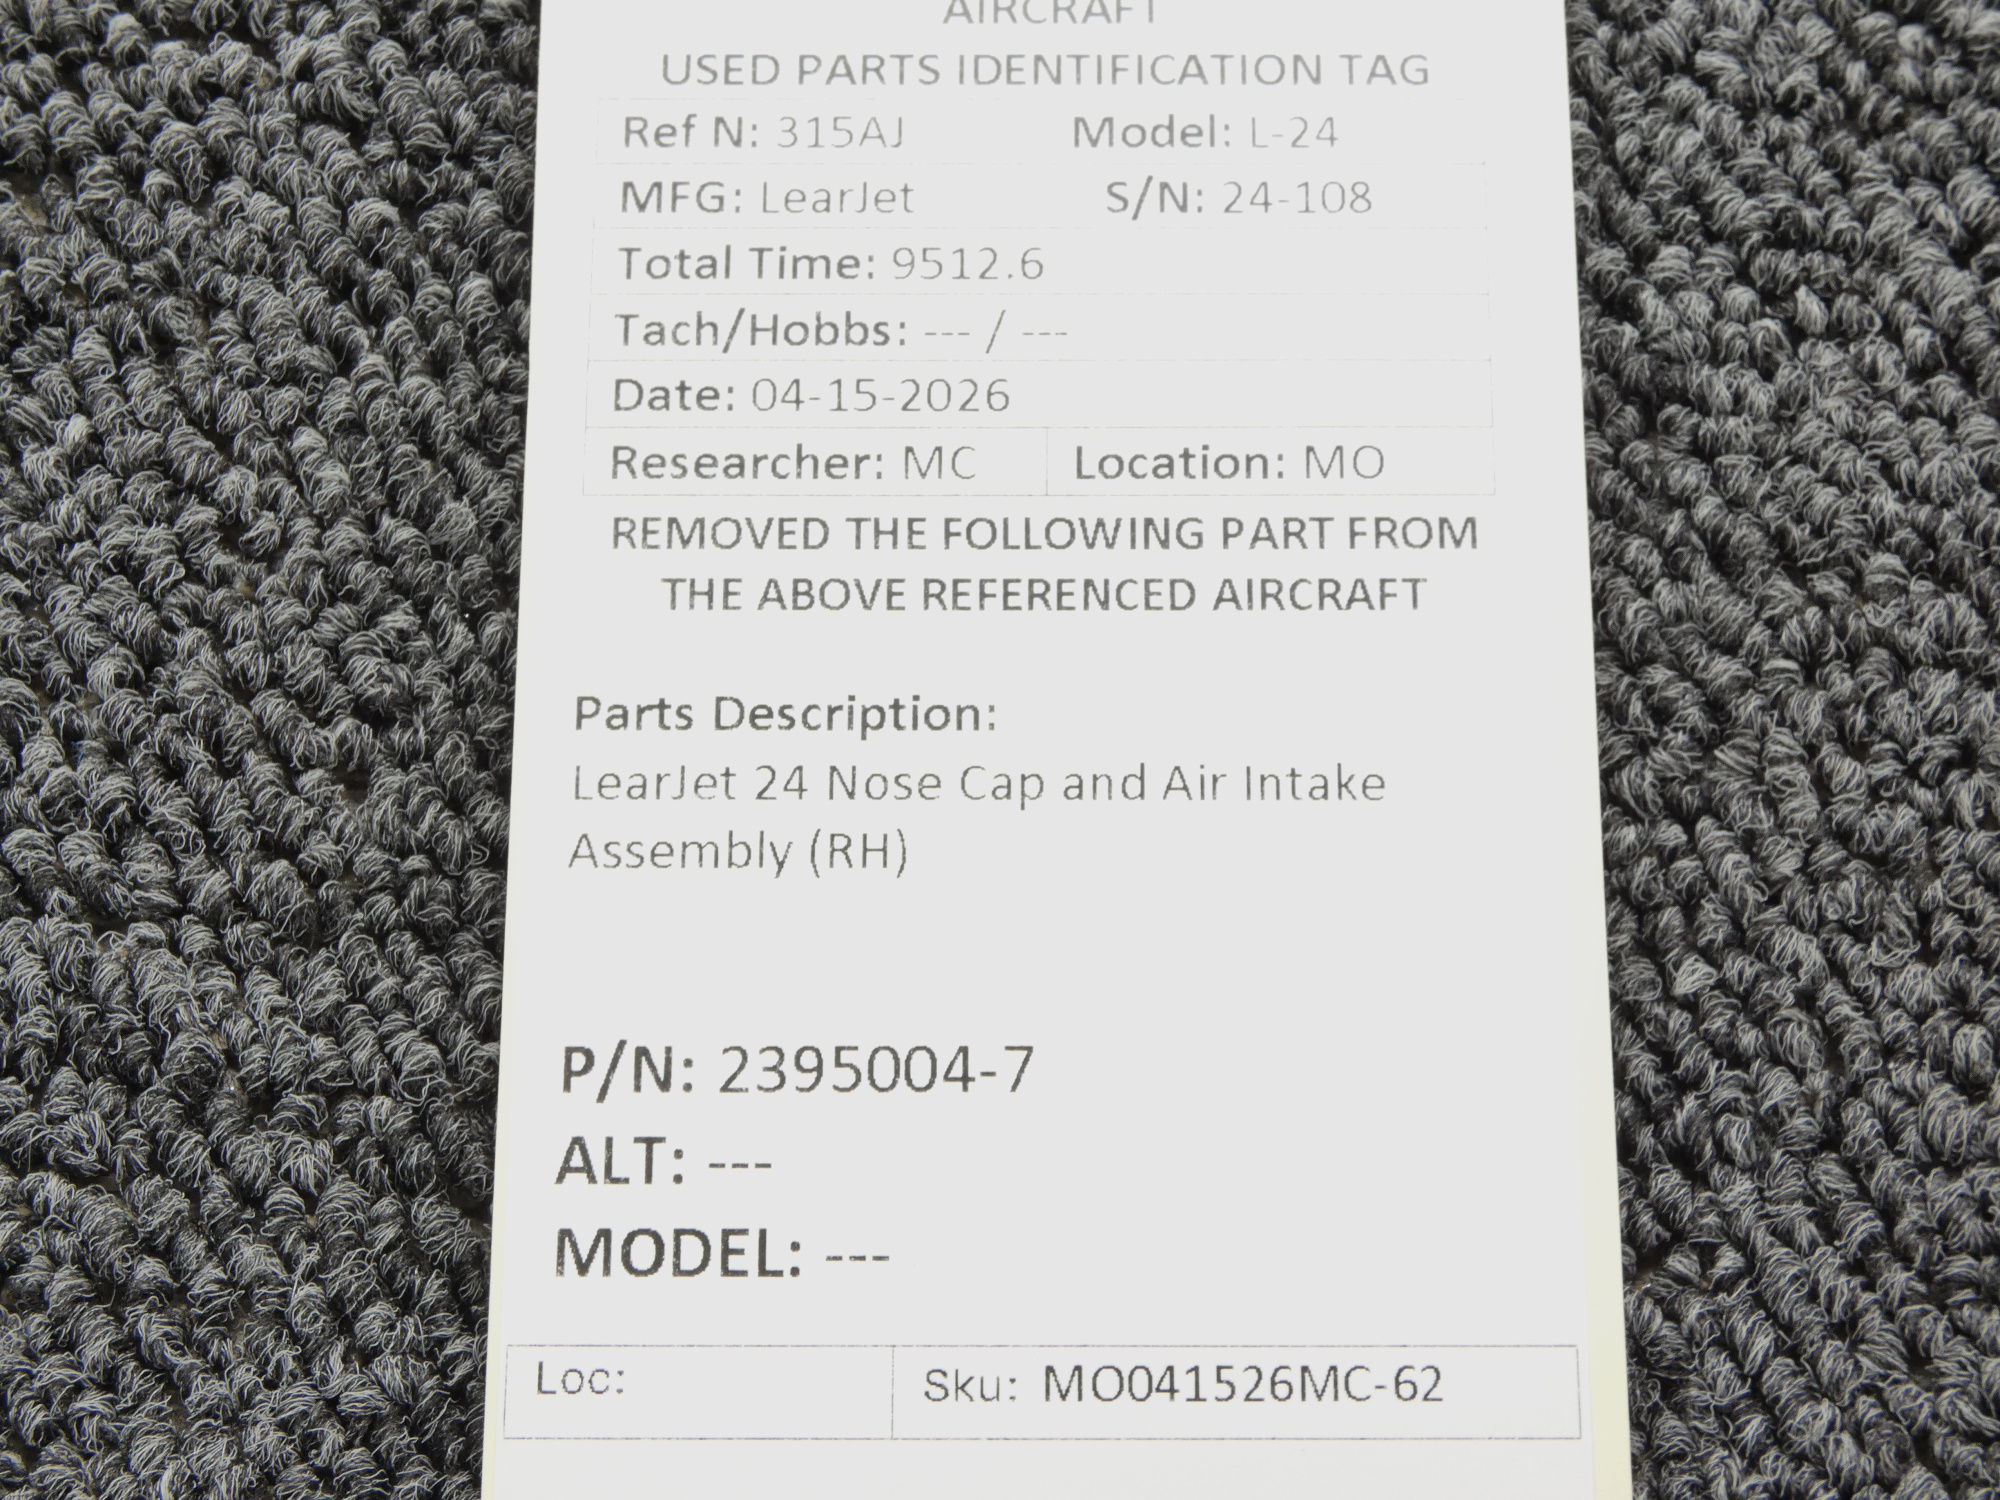 AIRCRAFT
USED PARTS IDENTIFICATION TAG
Ref N: 315AJ Model: L-24
MFG: LearJet S/N: 24-108
Total Time: 9512.6
Tach/Hobbs: --- / ---
Date: 04-15-2026
Researcher: MC Location: MO
REMOVED THE FOLLOWING PART FROM
THE ABOVE REFERENCED AIRCRAFT
Parts Description:
LearJet 24 Nose Cap and Air Intake
Assembly (RH)
P/N: 2395004-7
ALT: ---
MODEL: ---
Loc: Sku: MO041526MC-62